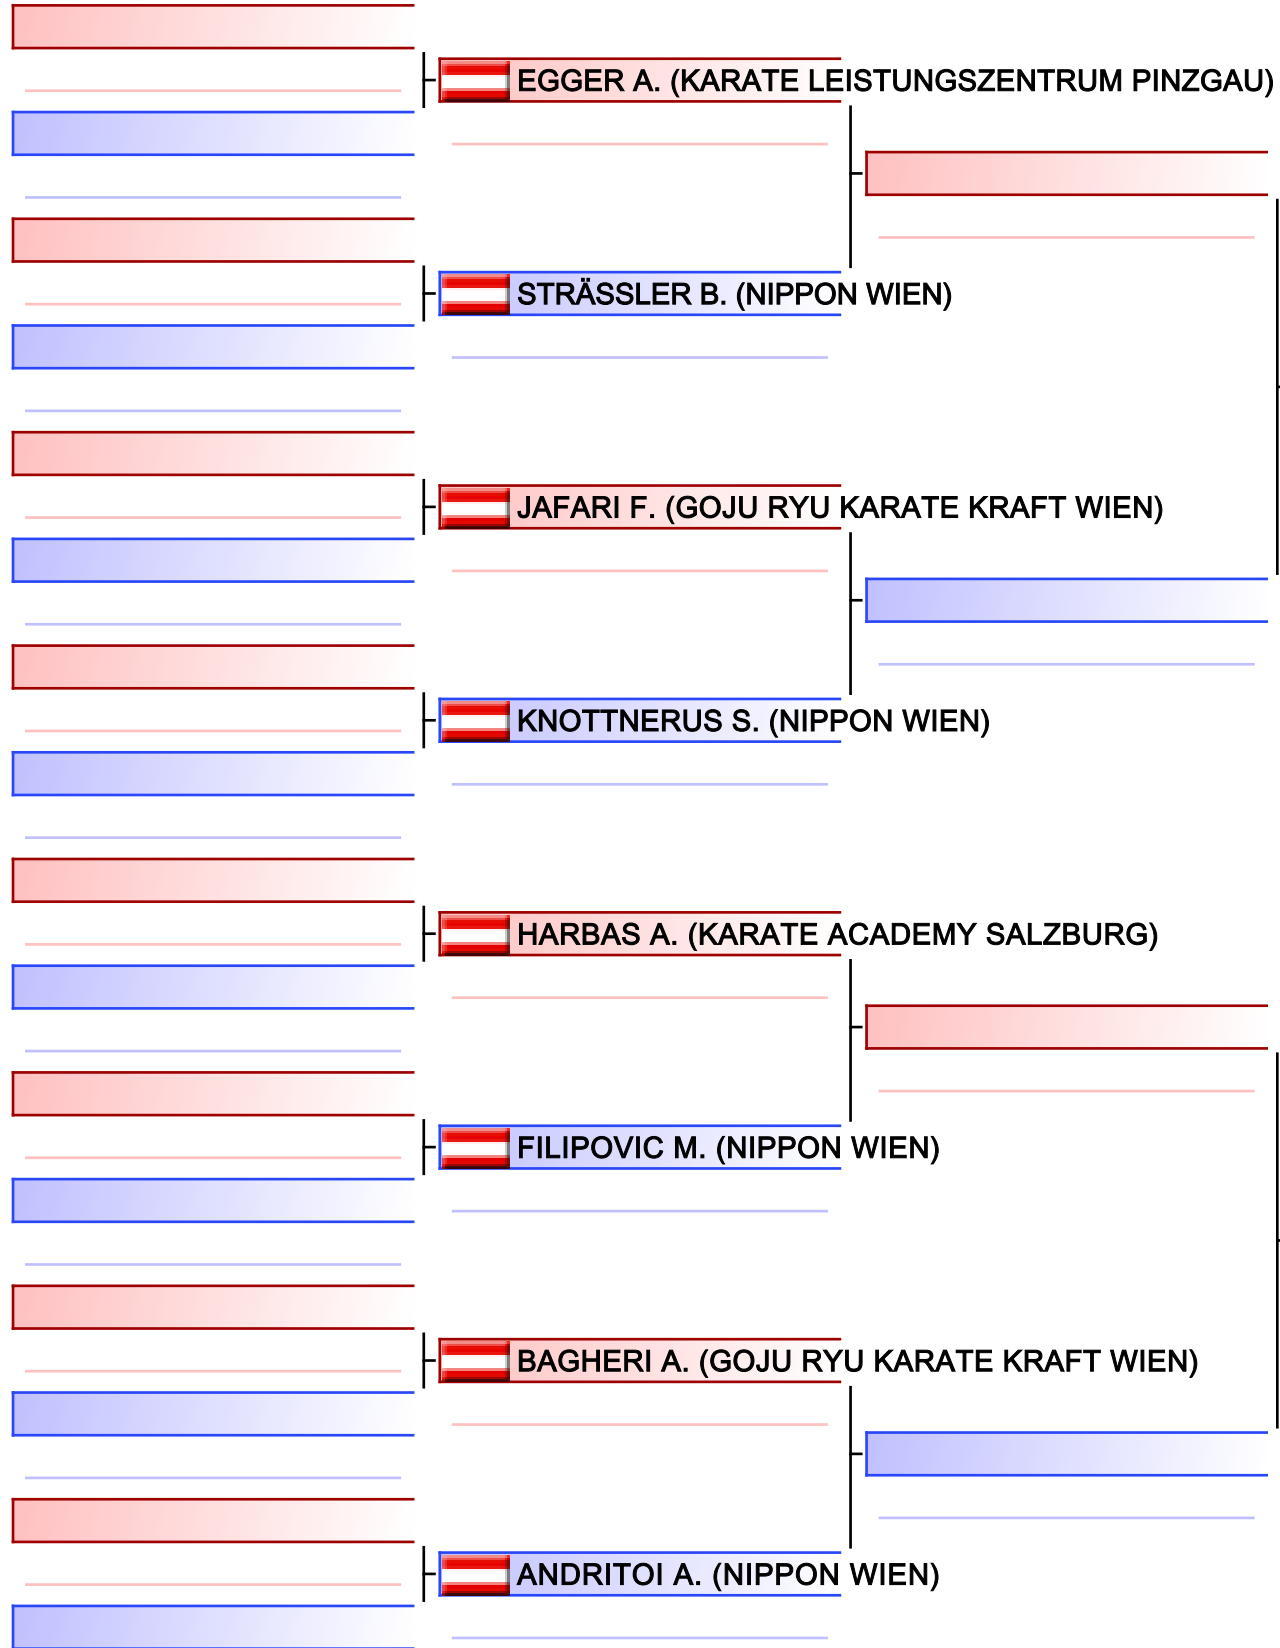 EGGER A. (KARATE LEISTUNGSZENTRUM PINZGAU)
STRÄSSLER B. (NIPPON WIEN)
JAFARI F. (GOJU RYU KARATE KRAFT WIEN)
KNOTTNERUS S. (NIPPON WIEN)
HARBAS A. (KARATE ACADEMY SALZBURG)
FILIPOVIC M. (NIPPON WIEN)
BAGHERI A. (GOJU RYU KARATE KRAFT WIEN)
ANDRITOI A. (NIPPON WIEN)